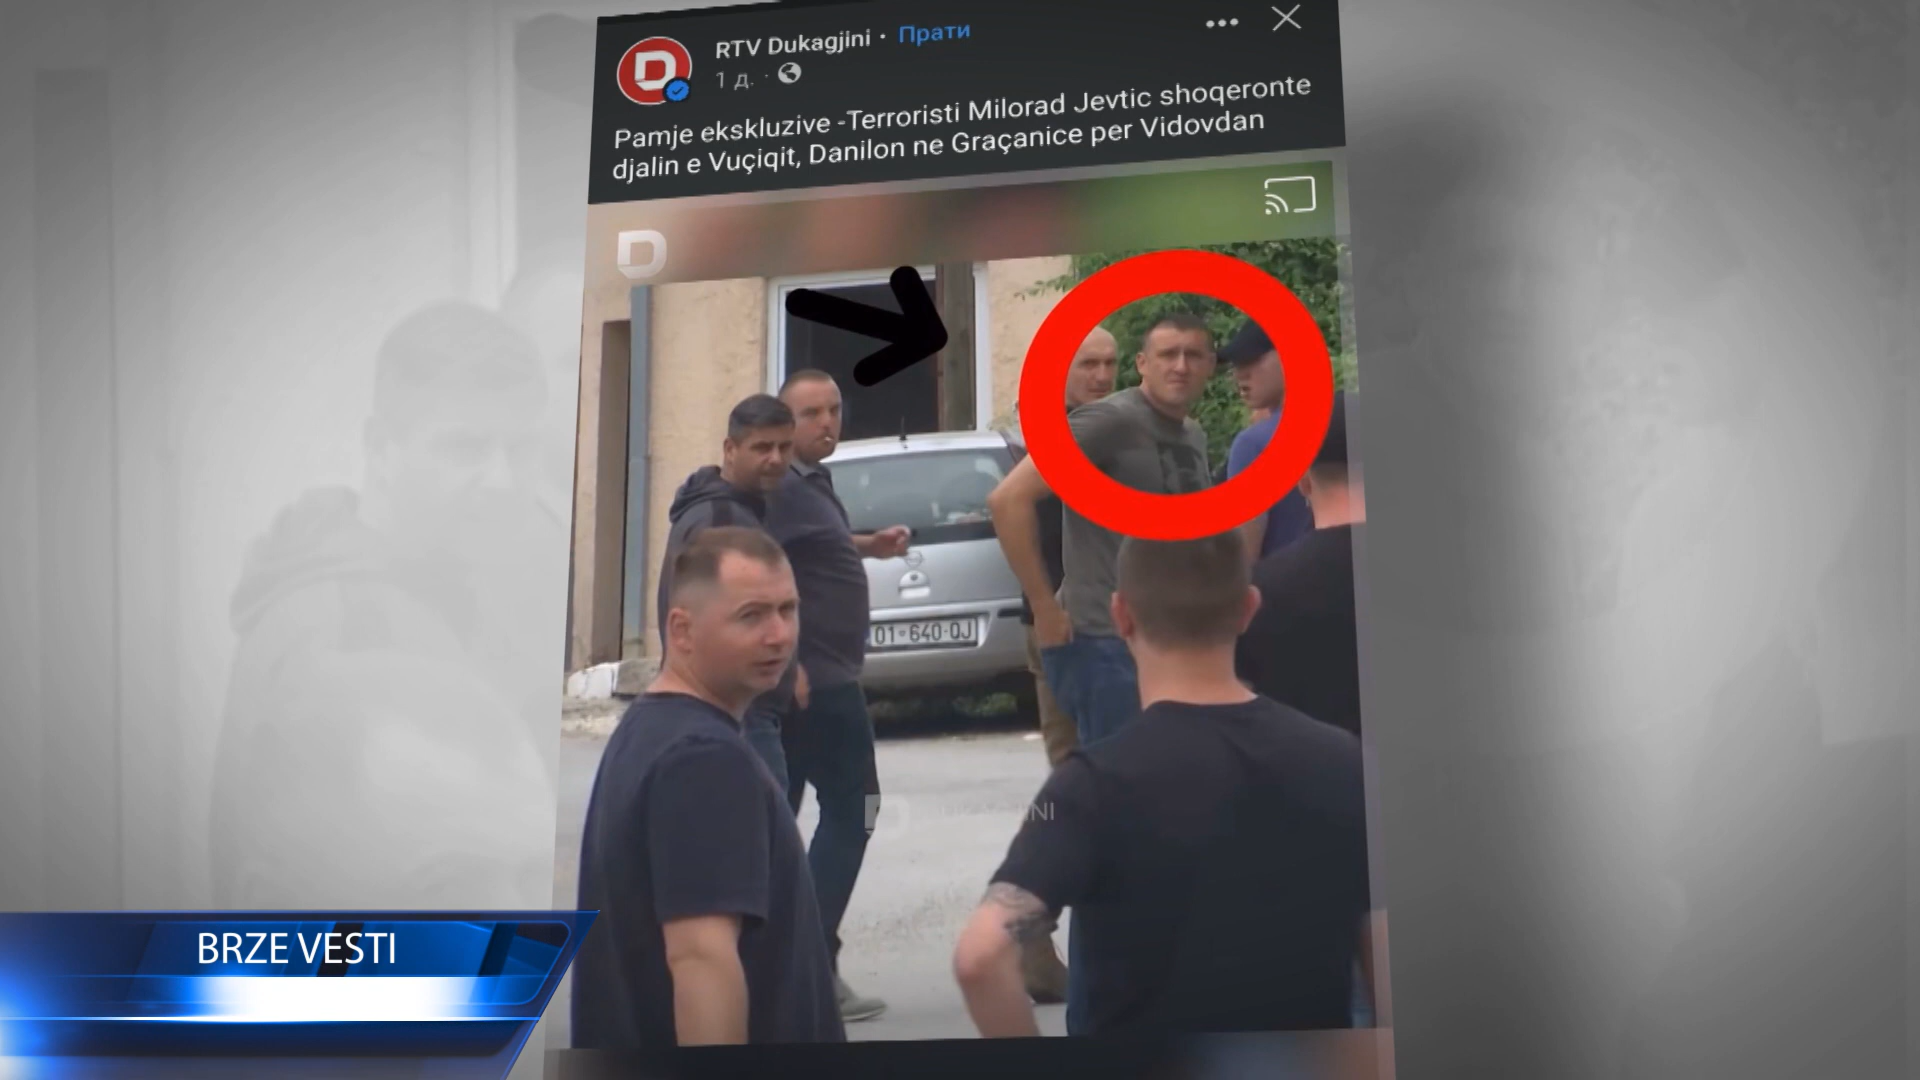 RTV Dukagjini · Прати
1 д. ·
Pamje ekskluzive -Terroristi Milorad Jevtic shoqeronte
djalin e Vuçiqit, Danilon ne Graçanice per Vidovdan
D
01-640-QJ
BRZE VESTI